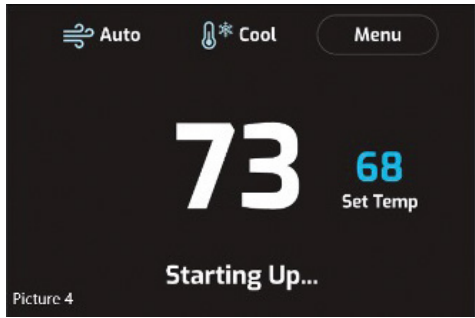 Auto Cool Menu
73
68
Set Temp
Starting Up...
Picture 4